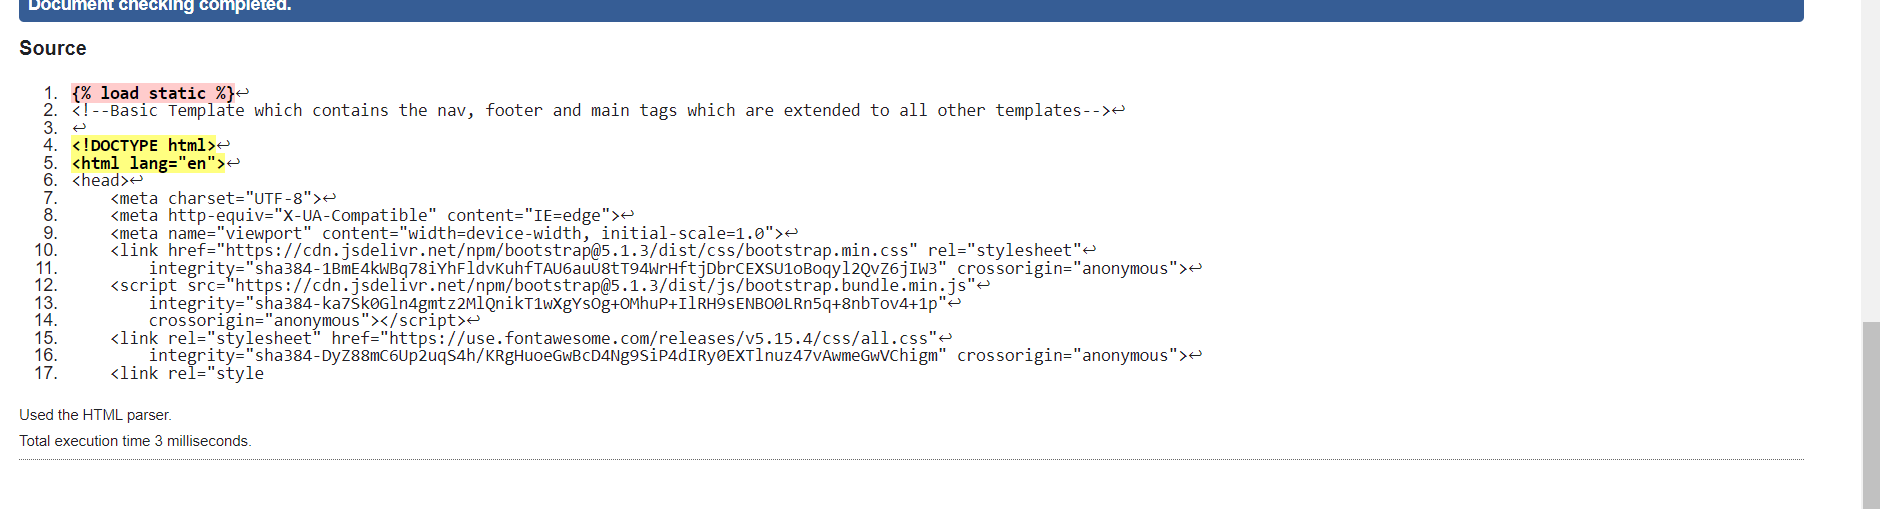 Document checking completed.
Source
1. {% load static %}↩
2. <!--Basic Template which contains the nav, footer and main tags which are extended to all other templates-->↩
3. ↩
4. <!DOCTYPE html>↩
5. <html lang="en">↩
6. <head>↩
7. <meta charset="UTF-8">↩
8. <meta http-equiv="X-UA-Compatible" content="IE=edge">↩
9. <meta name="viewport" content="width=device-width, initial-scale=1.0">↩
10. <link href="https://cdn.jsdelivr.net/npm/bootstrap@5.1.3/dist/css/bootstrap.min.css" rel="stylesheet"↩
11. integrity="sha384-1BmE4kWBq78iYhFldvKuhfTAU6auU8tT94WrHftjDbrCEXSU1oBoqyl2QvZ6jIW3" crossorigin="anonymous">↩
12. <script src="https://cdn.jsdelivr.net/npm/bootstrap@5.1.3/dist/js/bootstrap.bundle.min.js"↩
13. integrity="sha384-ka7Sk0Gln4gmtz2MlQnikT1wXgYsOg+OMhuP+IlRH9sENBO0LRn5q+8nbTov4+1p"↩
14. crossorigin="anonymous"></script>↩
15. <link rel="stylesheet" href="https://use.fontawesome.com/releases/v5.15.4/css/all.css"↩
16. integrity="sha384-DyZ88mC6Up2uqS4h/KRgHuoeGwBcD4Ng9SiP4dIRy0EXTlnuz47vAwmeGwVChigm" crossorigin="anonymous">↩
17. <link rel="style
Used the HTML parser.
Total execution time 3 milliseconds.